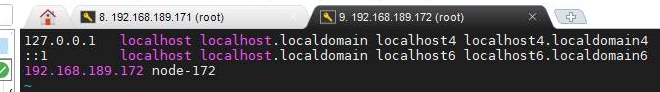 8. 192.168.189.171 (root)
9. 192.168.189.172 (root)
127.0.0.1 localhost localhost.localdomain localhost4 localhost4.localdomain4
::1 localhost localhost.localdomain localhost6 localhost6.localdomain6
192.168.189.172 node-172
~